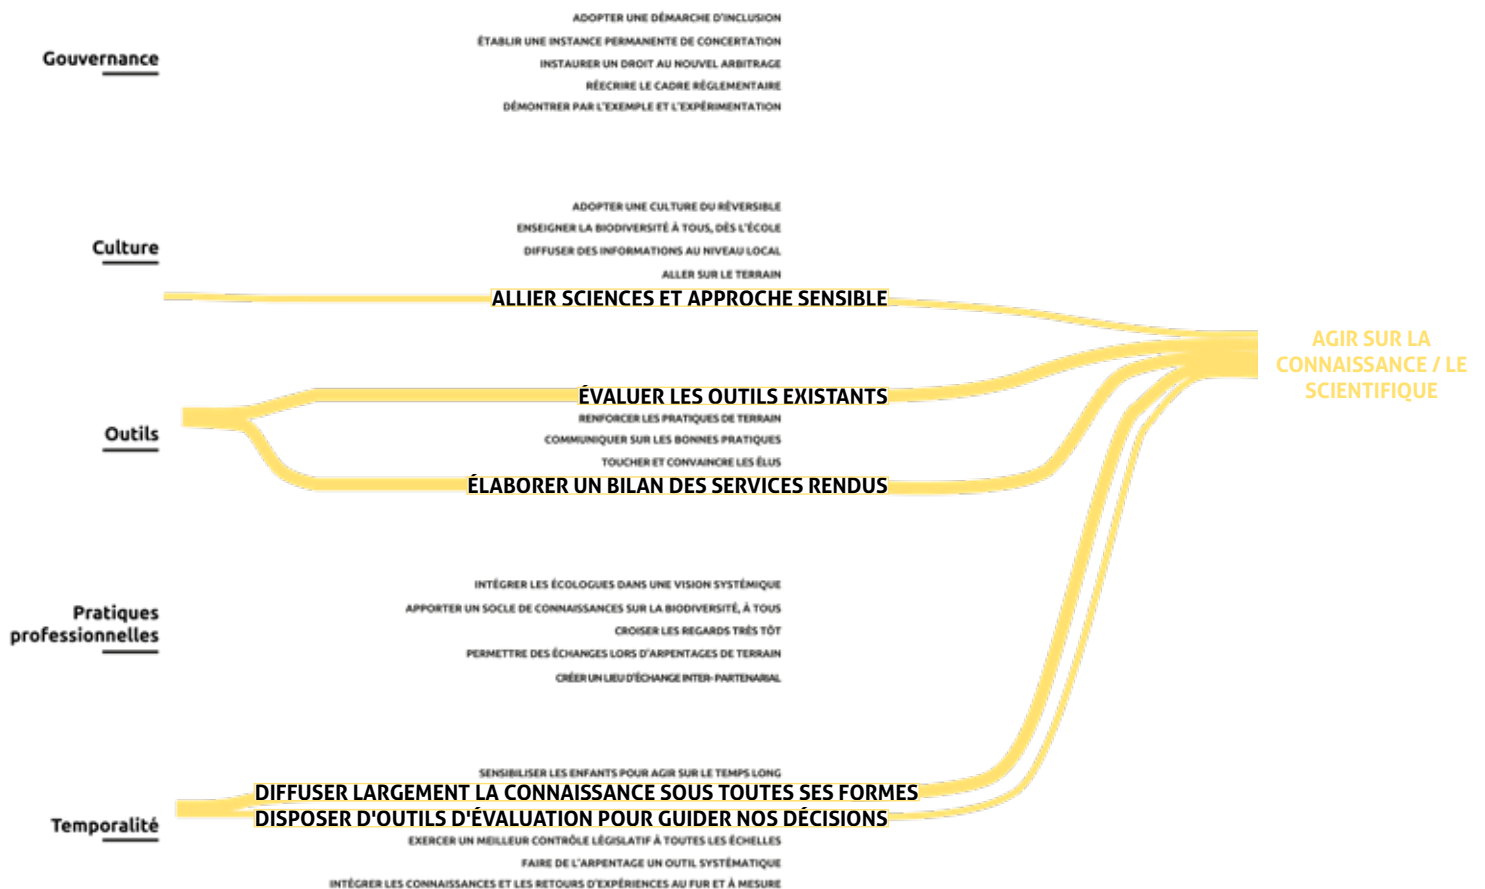 Gouvernance
ADOPTER UNE DÉMARCHE D'INCLUSION
ÉTABLIR UNE INSTANCE PERMANENTE DE CONCERTATION
INSTAURER UN DROIT AU NOUVEL ARBITRAGE
RÉECRIRE LE CADRE RÉGLEMENTAIRE
DÉMONTRER PAR L'EXEMPLE ET L'EXPÉRIMENTATION
Culture
ADOPTER UNE CULTURE DU RÉVERSIBLE
ENSEIGNER LA BIODIVERSITÉ À TOUS, DÈS L'ÉCOLE
DIFFUSER DES INFORMATIONS AU NIVEAU LOCAL
ALLER SUR LE TERRAIN
ALLIER SCIENCES ET APPROCHE SENSIBLE
AGIR SUR LA
CONNAISSANCE / LE
SCIENTIFIQUE
Outils
ÉVALUER LES OUTILS EXISTANTS
RENFORCER LES PRATIQUES DE TERRAIN
COMMUNIQUER SUR LES BONNES PRATIQUES
TOUCHER ET CONVAINCRE LES ÉLUS
ÉLABORER UN BILAN DES SERVICES RENDUS
Pratiques
professionnelles
INTÉGRER LES ÉCOLOGUES DANS UNE VISION SYSTÉMIQUE
APPORTER UN SOCLE DE CONNAISSANCES SUR LA BIODIVERSITÉ, À TOUS
CROISER LES REGARDS TRÈS TÔT
PERMETTRE DES ÉCHANGES LORS D'ARPENTAGES DE TERRAIN
CRÉER UN LIEU D'ÉCHANGE INTER- PARTENARIAL
Temporalité
SENSIBILISER LES ENFANTS POUR AGIR SUR LE TEMPS LONG
DIFFUSER LARGEMENT LA CONNAISSANCE SOUS TOUTES SES FORMES
DISPOSER D'OUTILS D'ÉVALUATION POUR GUIDER NOS DÉCISIONS
EXERCER UN MEILLEUR CONTRÔLE LÉGISLATIF À TOUTES LES ÉCHELLES
FAIRE DE L'ARPENTAGE UN OUTIL SYSTÉMATIQUE
INTÉGRER LES CONNAISSANCES ET LES RETOURS D'EXPÉRIENCES AU FUR ET À MESURE